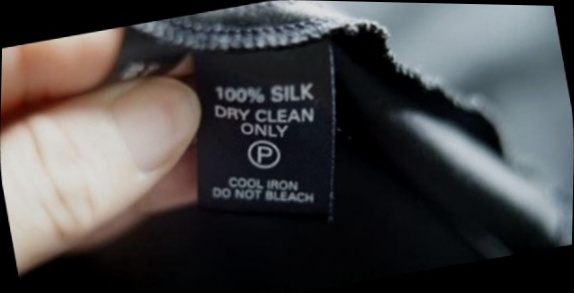 100% SILK
DRY CLEAN
ONLY
P
COOL IRON
DO NOT BLEACH